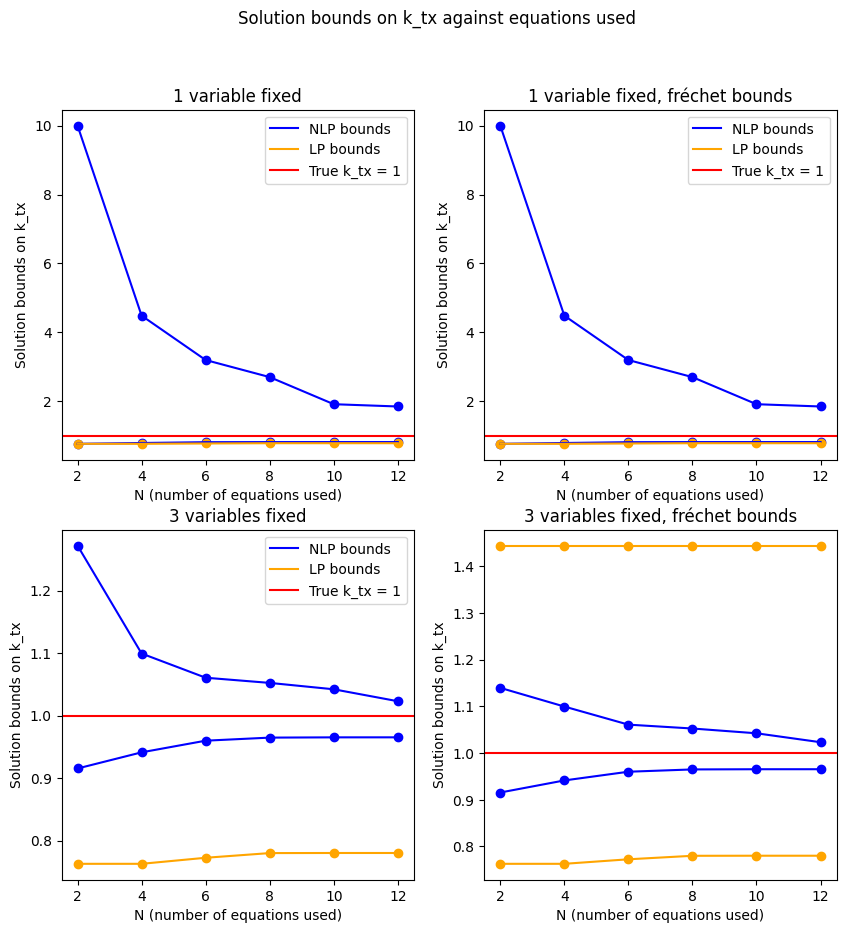 Solution bounds on k_tx against equations used
1 variable fixed
10
8
6
4
2
Solution bounds on k_tx
NLP bounds
LP bounds
True k_tx = 1
2 4 6 8 10 12
N (number of equations used)
1 variable fixed, fréchet bounds
10
8
6
4
2
Solution bounds on k_tx
NLP bounds
LP bounds
True k_tx = 1
2 4 6 8 10 12
N (number of equations used)
3 variables fixed
1.2
1.1
1.0
0.9
0.8
Solution bounds on k_tx
NLP bounds
LP bounds
True k_tx = 1
2 4 6 8 10 12
N (number of equations used)
3 variables fixed, fréchet bounds
1.4
1.3
1.2
1.1
1.0
0.9
0.8
Solution bounds on k_tx
2 4 6 8 10 12
N (number of equations used)